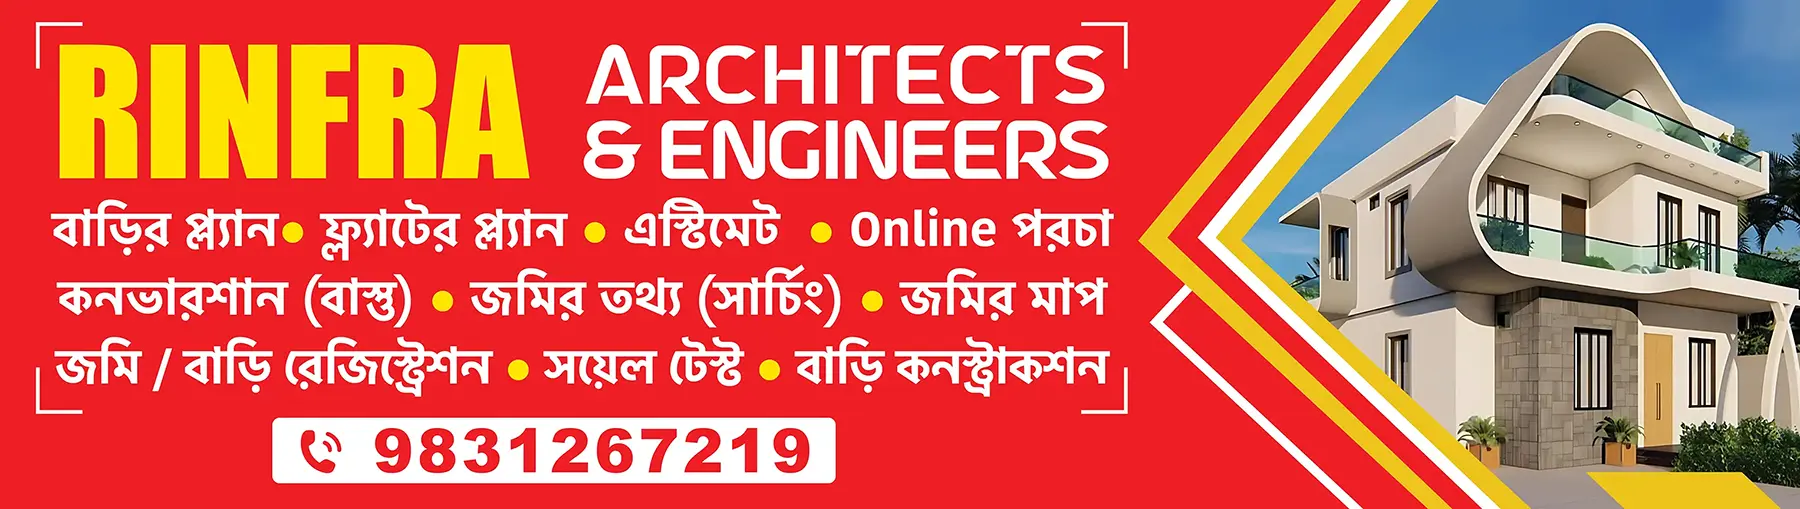 RINFRA
ARCHITECTS
& ENGINEERS
বাড়ির প্ল্যান● ফ্ল্যাটের প্ল্যান ● এস্টিমেট ● Online পরচা
কনভারশান (বাস্তু) ● জমির তথ্য (সার্চিং) ● জমির মাপ
জমি / বাড়ি রেজিস্ট্রেশন ● সয়েল টেস্ট ● বাড়ি কনস্ট্রাকশন
9831267219